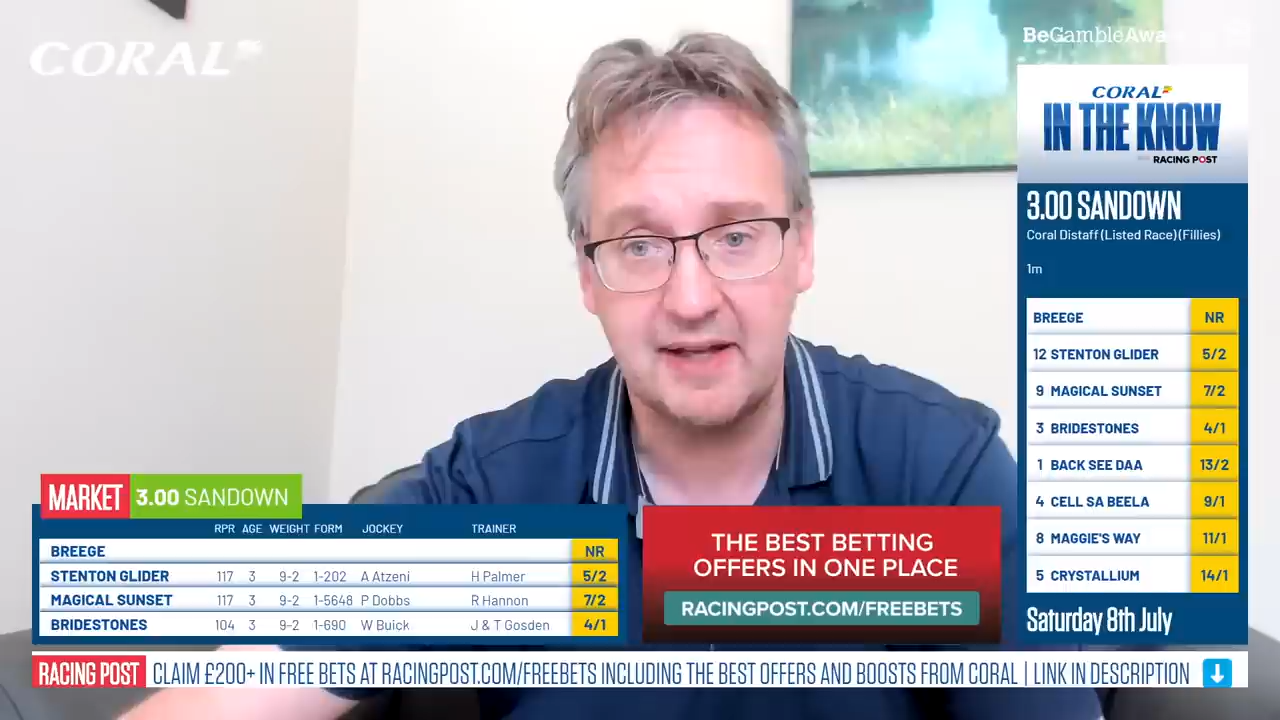 CORAL
BeGambleAwa
CORAL
IN THE KNOW
RACING POST
3.00 SANDOWN
Coral Distaff (Listed Race) (Fillies)
1m
BREEGE NR
12 STENTON GLIDER 5/2
9 MAGICAL SUNSET 7/2
3 BRIDESTONES 4/1
1 BACK SEE DAA 13/2
4 CELL SA BEELA 9/1
8 MAGGIE'S WAY 11/1
5 CRYSTALLIUM 14/1
Saturday 8th July
MARKET 3.00 SANDOWN
RPR AGE WEIGHT FORM JOCKEY TRAINER
BREEGE NR
STENTON GLIDER 117 3 9-2 1-202 A Atzeni H Palmer 5/2
MAGICAL SUNSET 117 3 9-2 1-5648 P Dobbs R Hannon 7/2
BRIDESTONES 104 3 9-2 1-690 W Buick J & T Gosden 4/1
THE BEST BETTING
OFFERS IN ONE PLACE
RACINGPOST.COM/FREEBETS
RACING POST CLAIM £200+ IN FREE BETS AT RACINGPOST.COM/FREEBETS INCLUDING THE BEST OFFERS AND BOOSTS FROM CORAL | LINK IN DESCRIPTION